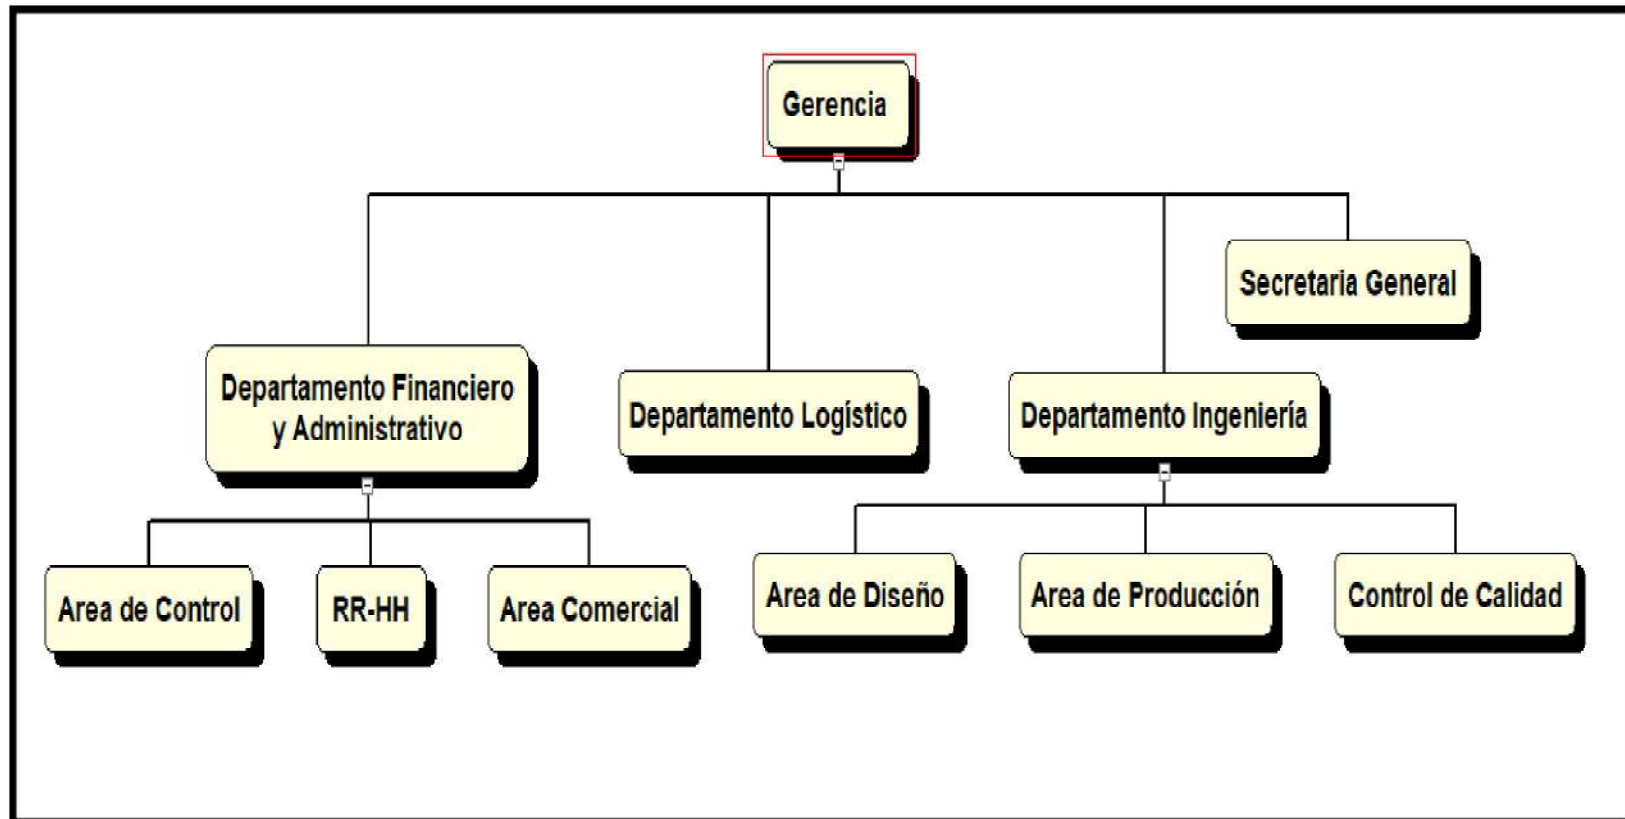 Gerencia
Secretaria General
Departamento Financiero
y Administrativo
Departamento Logístico
Departamento Ingeniería
Area de Control
RR-HH
Area Comercial
Area de Diseño
Area de Producción
Control de Calidad